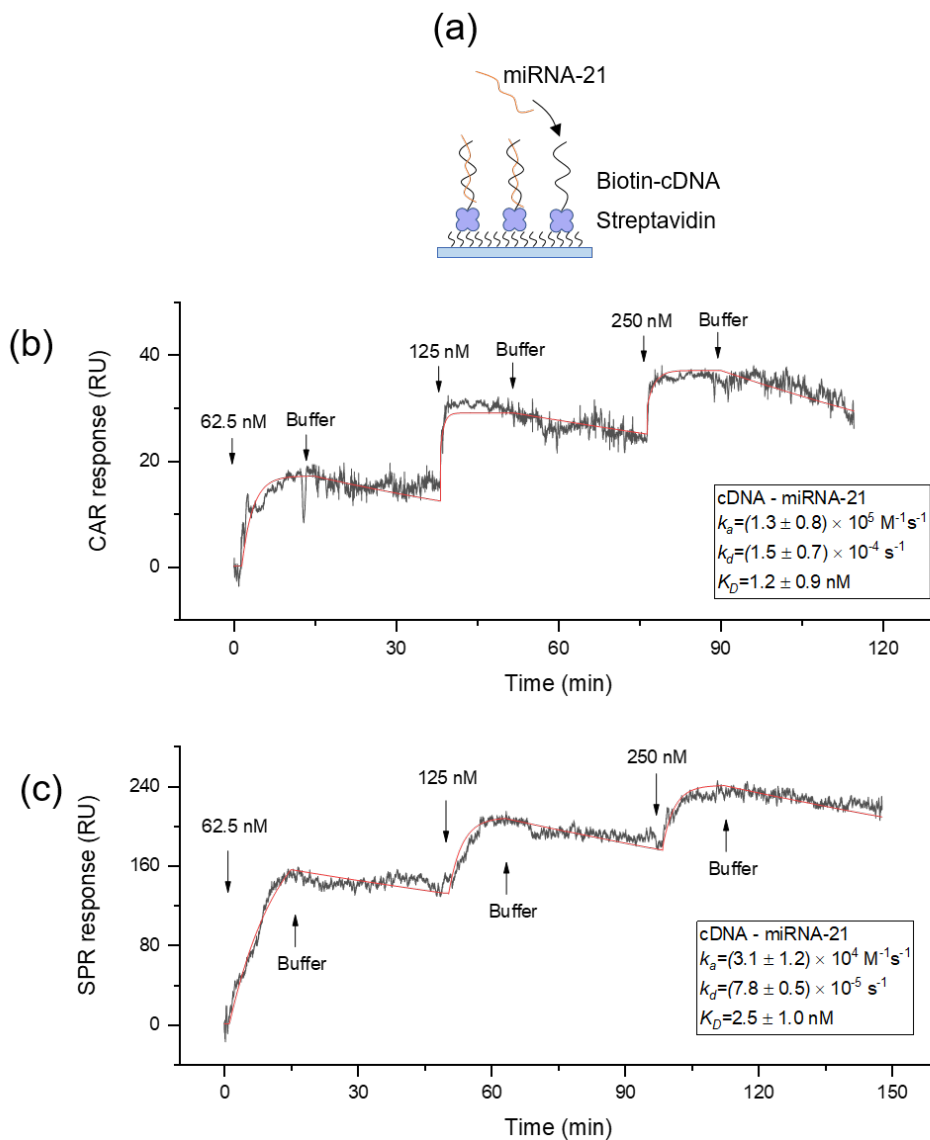 (a)
miRNA-21
Biotin-cDNA
Streptavidin
(b)
CAR response (RU)
40
20
0
62.5 nM
Buffer
125 nM
Buffer
250 nM
Buffer
cDNA - miRNA-21
kₐ=(1.3 ± 0.8) × 10⁵ M⁻¹s⁻¹
k_d=(1.5 ± 0.7) × 10⁻⁴ s⁻¹
K_D=1.2 ± 0.9 nM
0 30 60 90 120
Time (min)
(c)
SPR response (RU)
240
160
80
0
62.5 nM
Buffer
125 nM
Buffer
250 nM
Buffer
cDNA - miRNA-21
kₐ=(3.1 ± 1.2) × 10⁴ M⁻¹s⁻¹
k_d=(7.8 ± 0.5) × 10⁻⁵ s⁻¹
K_D=2.5 ± 1.0 nM
0 30 60 90 120 150
Time (min)